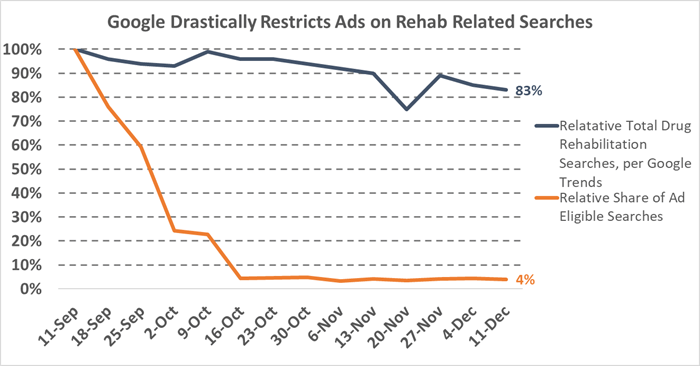 Google Drastically Restricts Ads on Rehab Related Searches
100%
90%
80%
70%
60%
50%
40%
30%
20%
10%
0%
83%
4%
Relatative Total Drug
Rehabilitation
Searches, per Google
Trends
Relative Share of Ad
Eligible Searches
11-Sep
18-Sep
25-Sep
2-Oct
9-Oct
16-Oct
23-Oct
30-Oct
6-Nov
13-Nov
20-Nov
27-Nov
4-Dec
11-Dec